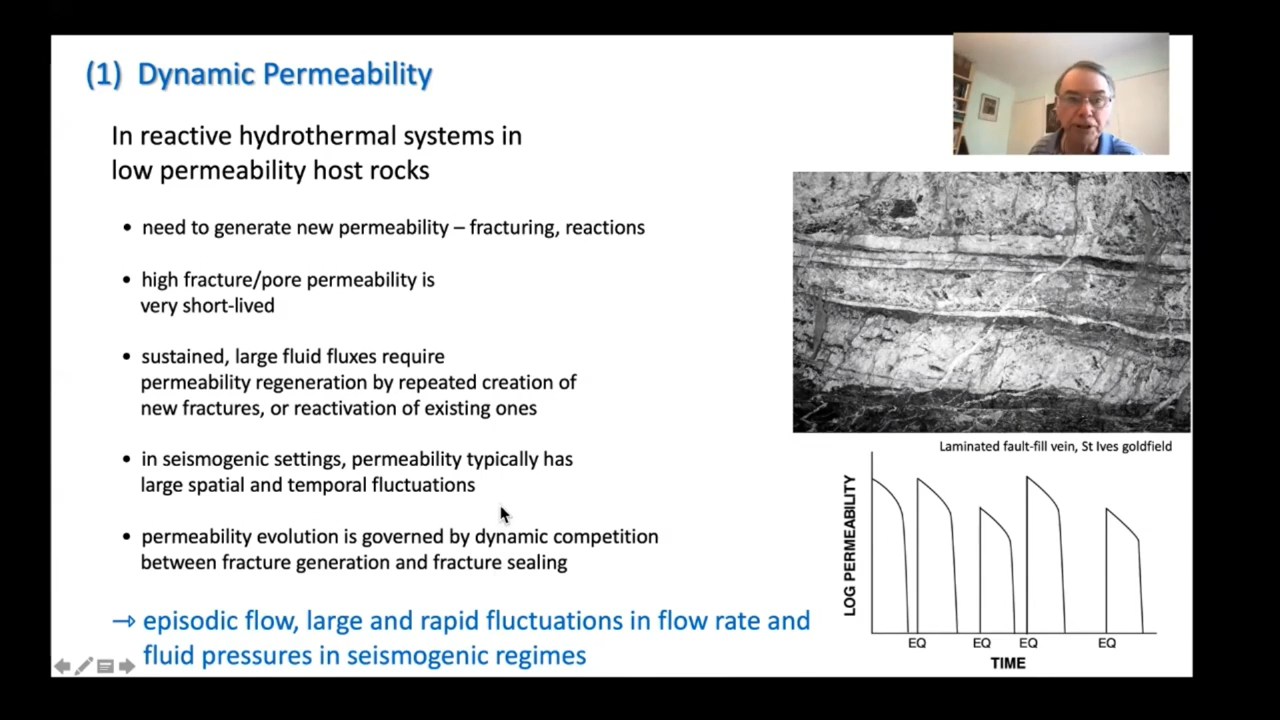 (1) Dynamic Permeability
In reactive hydrothermal systems in
low permeability host rocks
• need to generate new permeability – fracturing, reactions
• high fracture/pore permeability is
very short-lived
• sustained, large fluid fluxes require
permeability regeneration by repeated creation of
new fractures, or reactivation of existing ones
• in seismogenic settings, permeability typically has
large spatial and temporal fluctuations
• permeability evolution is governed by dynamic competition
between fracture generation and fracture sealing
→ episodic flow, large and rapid fluctuations in flow rate and
fluid pressures in seismogenic regimes
Laminated fault-fill vein, St Ives goldfield
LOG PERMEABILITY
EQ EQ EQ EQ
TIME